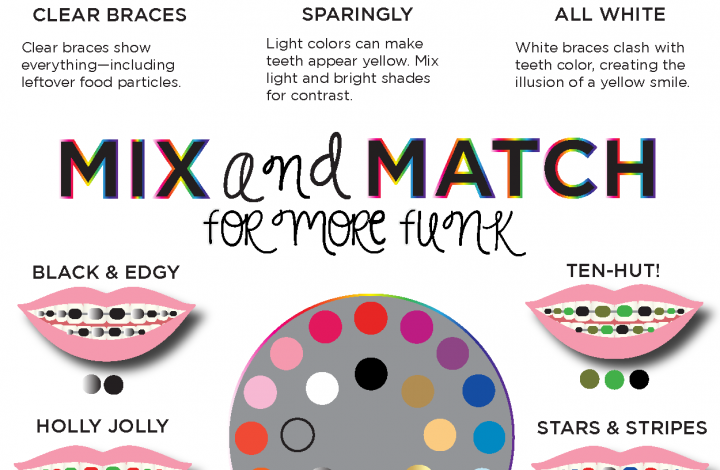 CLEAR BRACES
Clear braces show
everything—including
leftover food particles.
SPARINGLY
Light colors can make
teeth appear yellow. Mix
light and bright shades
for contrast.
ALL WHITE
White braces clash with
teeth color, creating the
illusion of a yellow smile.
MIX and MATCH
FOR MORE FUNK
BLACK & EDGY
TEN-HUT!
HOLLY JOLLY
STARS & STRIPES